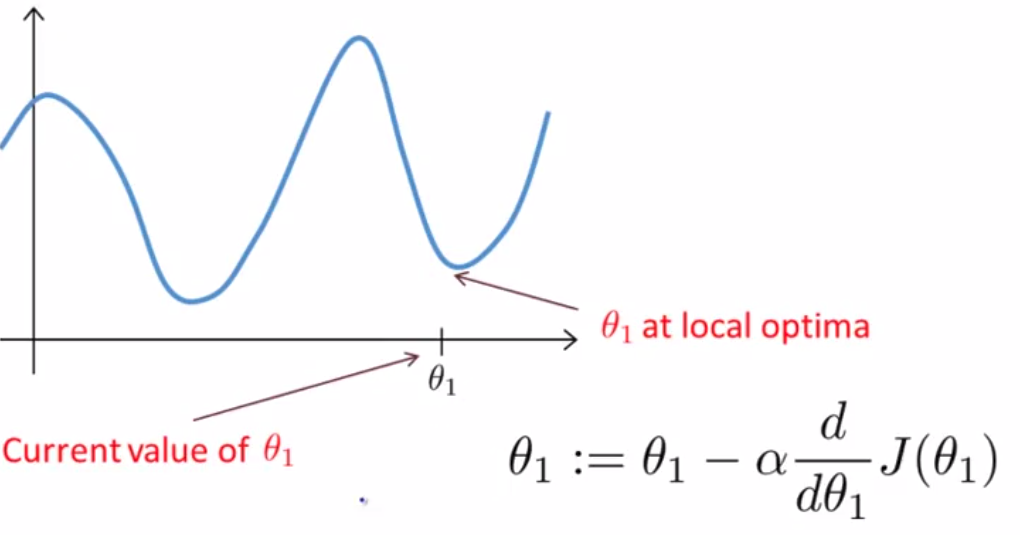 θ₁ at local optima
θ₁
Current value of θ₁
θ₁ := θ₁ − α d/dθ₁ J(θ₁)